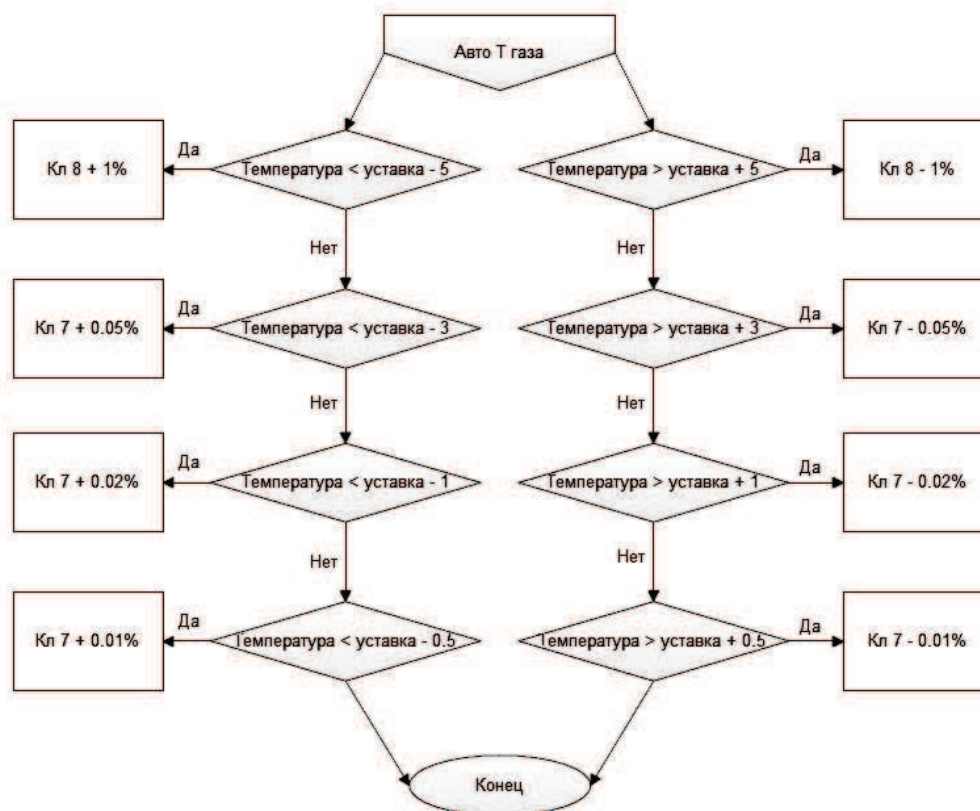 Авто Т газа
Да
Да
Кл 8 + 1%
Температура < уставка - 5
Температура > уставка + 5
Кл 8 - 1%
Нет
Нет
Да
Да
Кл 7 + 0.05%
Температура < уставка - 3
Температура > уставка + 3
Кл 7 - 0.05%
Нет
Нет
Да
Да
Кл 7 + 0.02%
Температура < уставка - 1
Температура > уставка + 1
Кл 7 - 0.02%
Нет
Нет
Да
Да
Кл 7 + 0.01%
Температура < уставка - 0.5
Температура > уставка + 0.5
Кл 7 - 0.01%
Конец